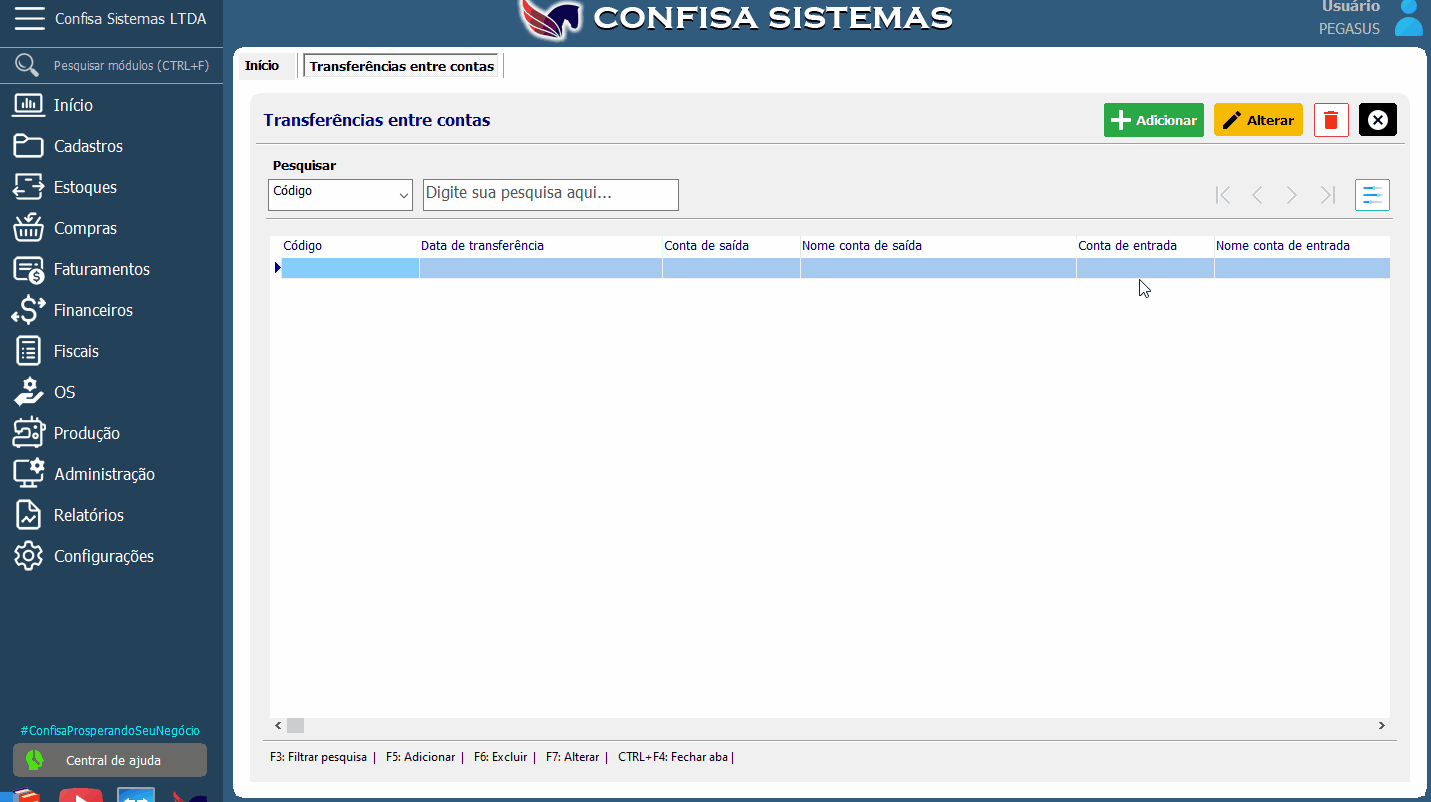 Confisa Sistemas LTDA
CONFISA SISTEMAS
Usuário
PEGASUS
Pesquisar módulos (CTRL+F)
Início
Cadastros
Estoques
Compras
Faturamentos
Financeiros
Fiscais
OS
Produção
Administração
Relatórios
Configurações
#ConfisaProsperandoSeuNegócio
Central de ajuda
Início
Transferências entre contas
Transferências entre contas
Adicionar
Alterar
Pesquisar
Código
Digite sua pesquisa aqui...
Código Data de transferência Conta de saída Nome conta de saída Conta de entrada Nome conta de entrada
F3: Filtrar pesquisa | F5: Adicionar | F6: Excluir | F7: Alterar | CTRL+F4: Fechar aba |